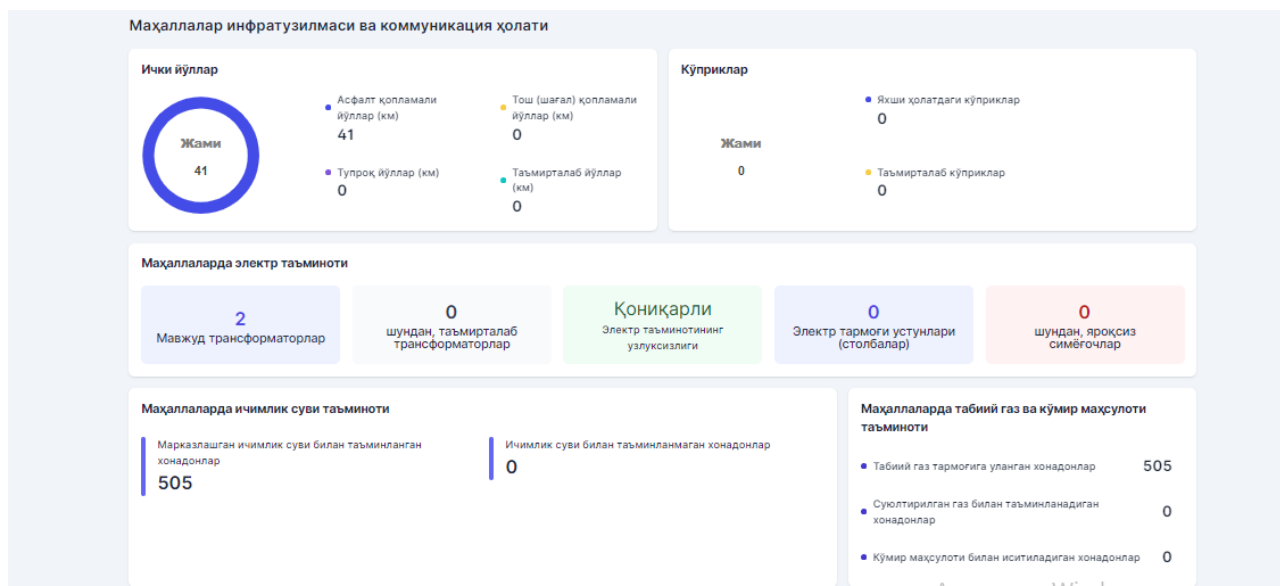 Маҳаллалар инфратузилмаси ва коммуникация ҳолати
Ички йўллар
Жами
41
Асфалт қопламали
йўллар (км)
41
Тош (шағал) қопламали
йўллар (км)
0
Тупроқ йўллар (км)
0
Таъмирталаб йўллар
(км)
0
Кўприклар
Жами
0
Яхши ҳолатдаги кўприклар
0
Таъмирталаб кўприклар
0
Маҳаллаларда электр таъминоти
2
Мавжуд трансформаторлар
0
шундан, таъмирталаб
трансформаторлар
Қониқарли
Электр таъминотининг
узлуксизлиги
0
Электр тармоғи устунлари
(столбалар)
0
шундан, яроқсиз
симёғочлар
Маҳаллаларда ичимлик суви таъминоти
Марказлашган ичимлик суви билан таъминланган
хонадонлар
505
Ичимлик суви билан таъминланмаган хонадонлар
0
Маҳаллаларда табиий газ ва кўмир маҳсулоти
таъминоти
Табиий газ тармоғига уланган хонадонлар 505
Суюлтирилган газ билан таъминланадиган
хонадонлар 0
Кўмир маҳсулоти билан иситиладиган хонадонлар 0